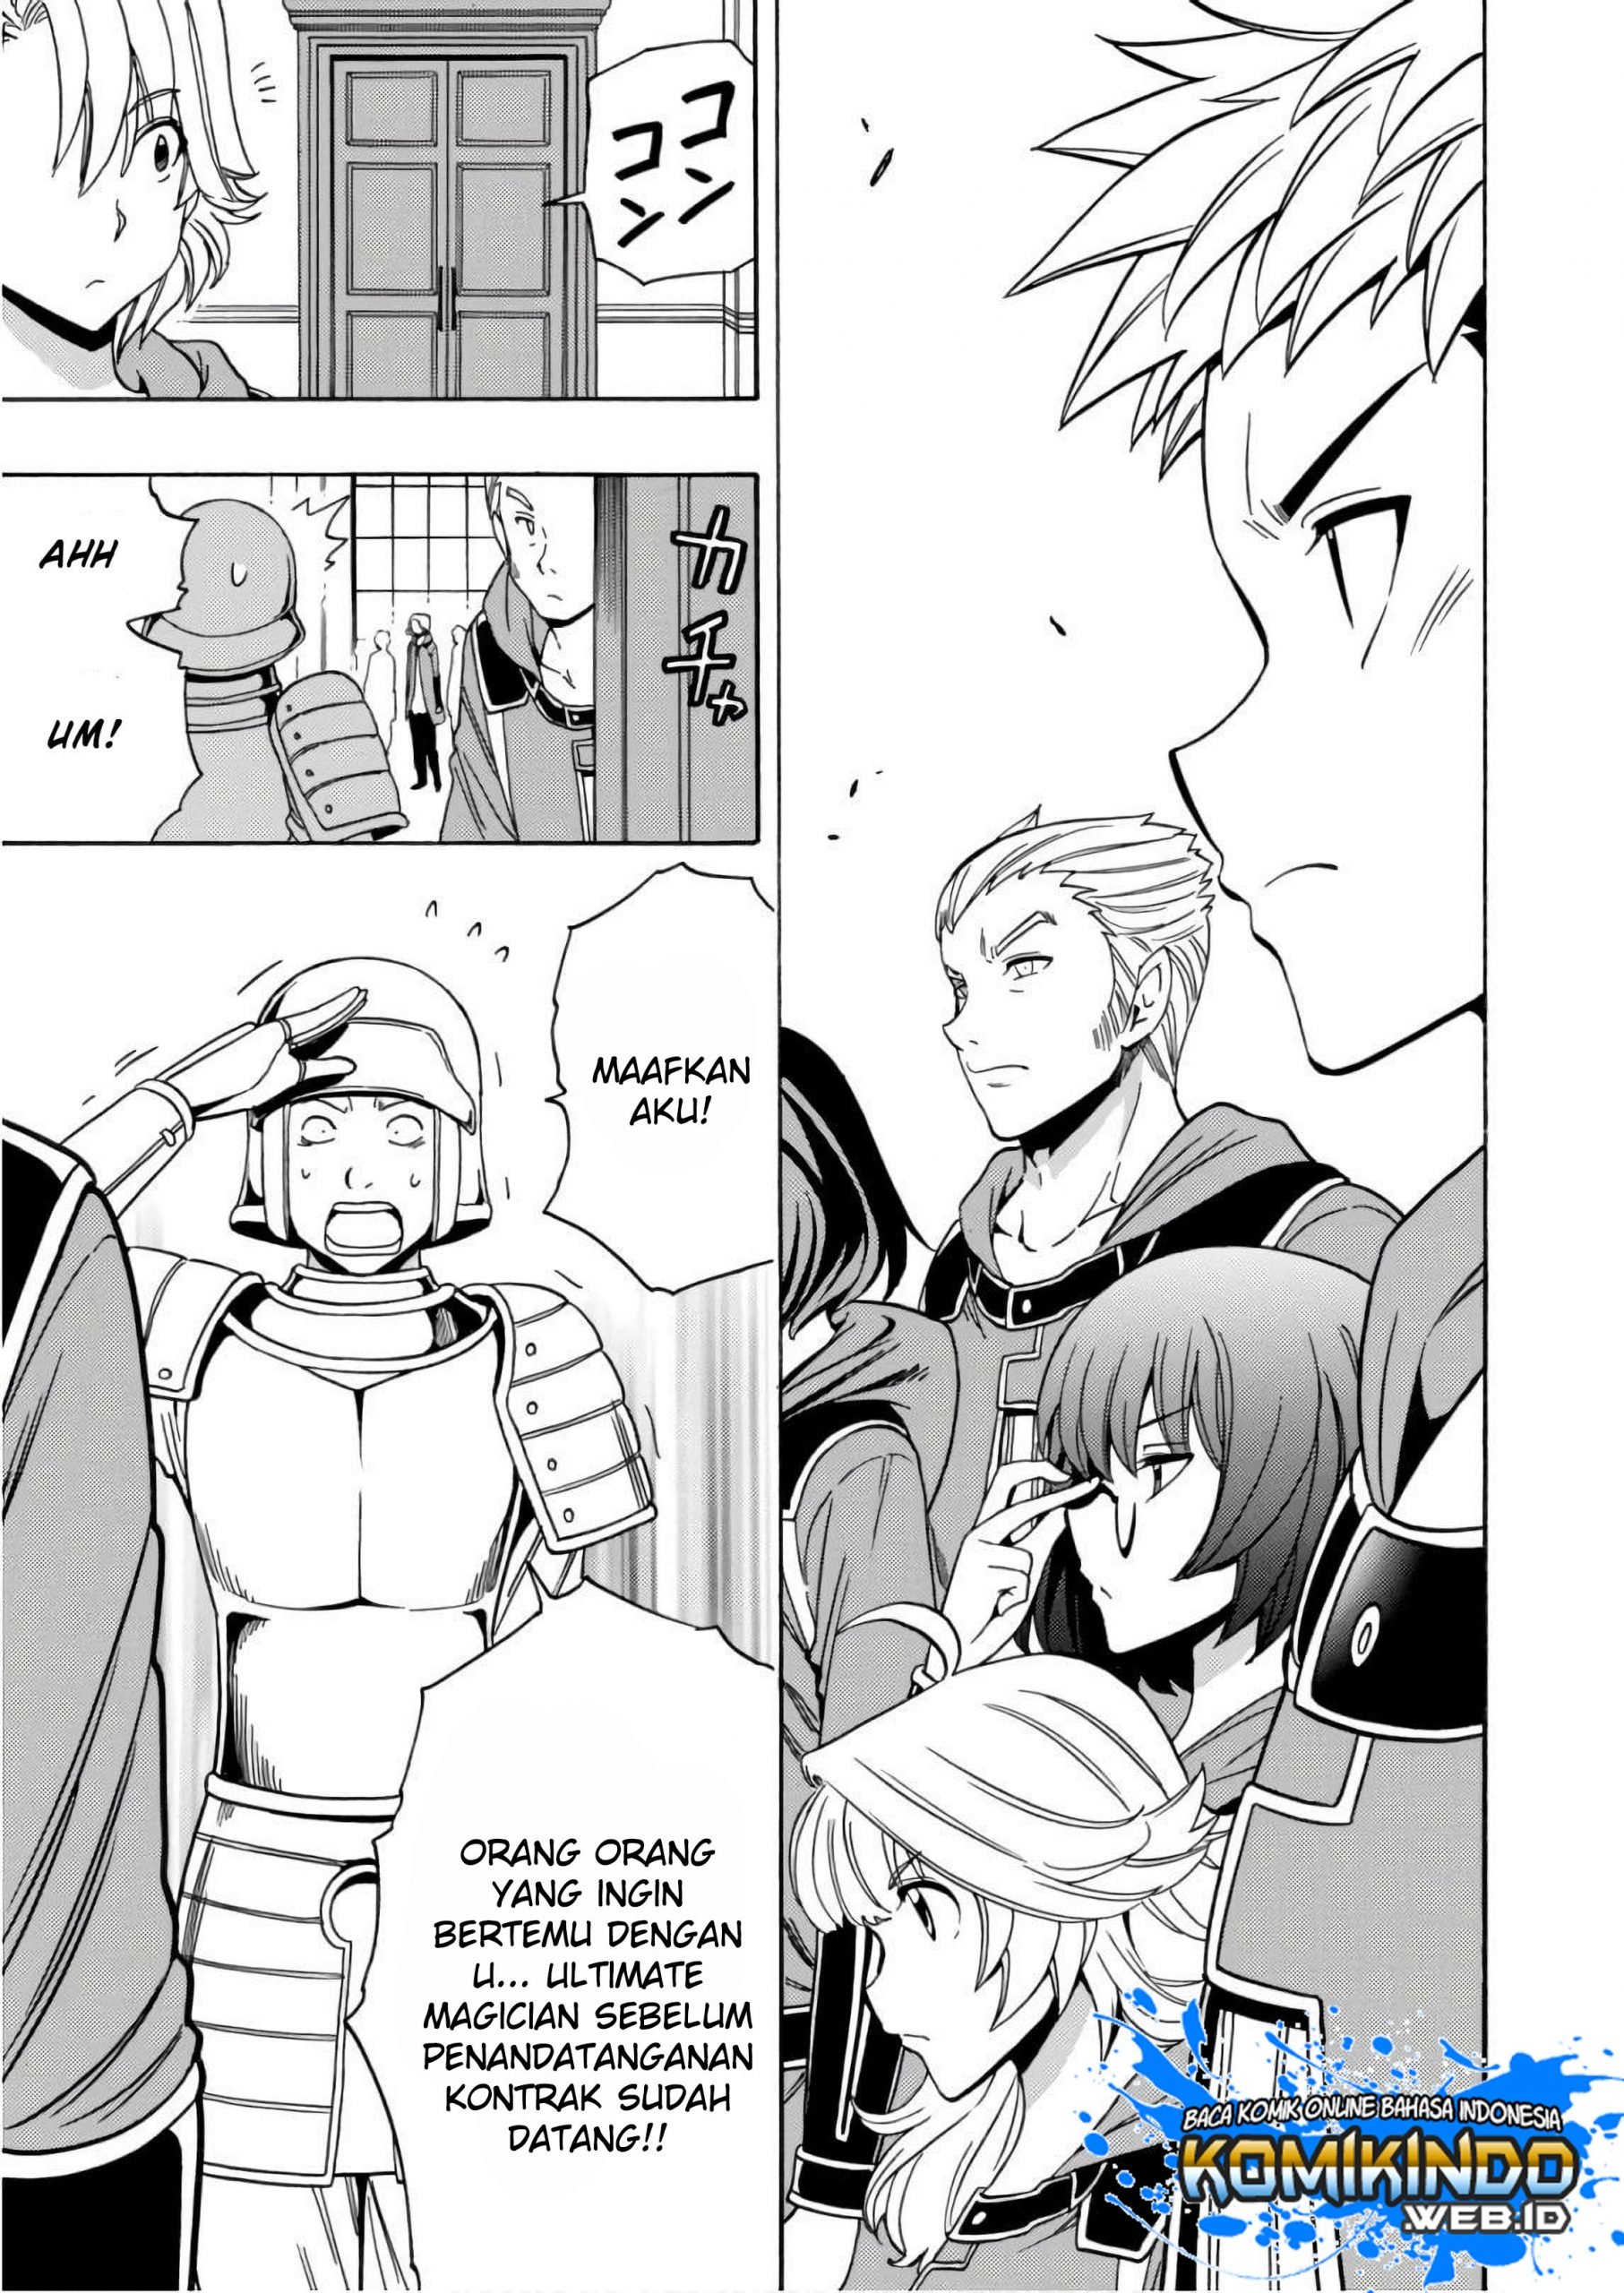 コン
コン
カチャ
AHH
UM!
MAAFKAN
AKU!
ORANG ORANG
YANG INGIN
BERTEMU DENGAN
U... ULTIMATE
MAGICIAN SEBELUM
PENANDATANGANAN
KONTRAK SUDAH
DATANG!!
BACA KOMIK ONLINE BAHASA INDONESIA
KOMIKINDO
.WEB.ID